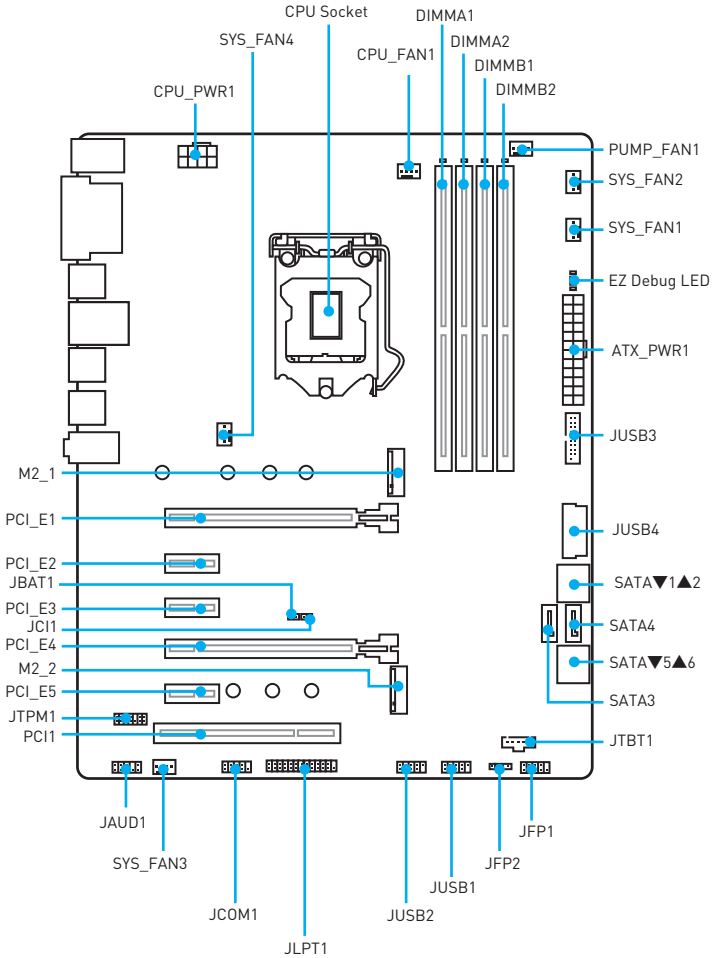 CPU Socket
DIMMA1
SYS_FAN4
DIMMA2
CPU_FAN1
DIMMB1
CPU_PWR1
DIMMB2
PUMP_FAN1
SYS_FAN2
SYS_FAN1
EZ Debug LED
ATX_PWR1
JUSB3
M2_1
PCI_E1
JUSB4
PCI_E2
JBAT1
SATA▼1▲2
PCI_E3
JCI1
SATA4
PCI_E4
SATA▼5▲6
M2_2
PCI_E5
SATA3
JTPM1
PCI1
JTBT1
JAUD1
JFP1
SYS_FAN3
JFP2
JUSB1
JCOM1
JUSB2
JLPT1